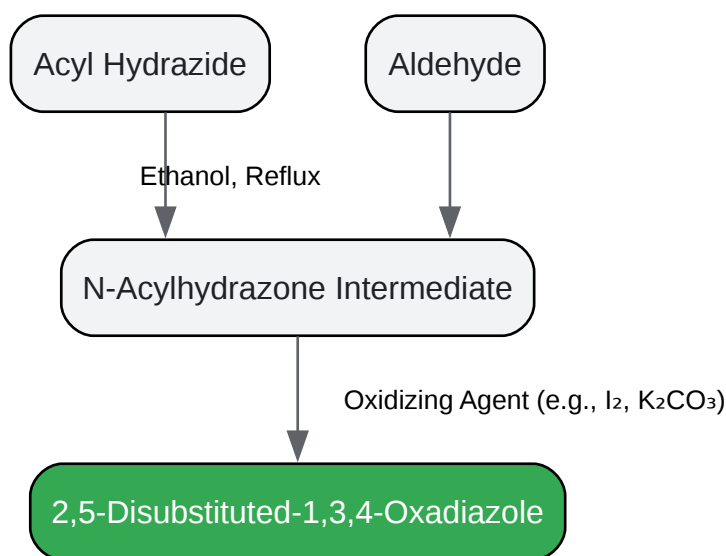 Acyl Hydrazide
Aldehyde
Ethanol, Reflux
N-Acylhydrazone Intermediate
Oxidizing Agent (e.g., I₂, K₂CO₃)
2,5-Disubstituted-1,3,4-Oxadiazole